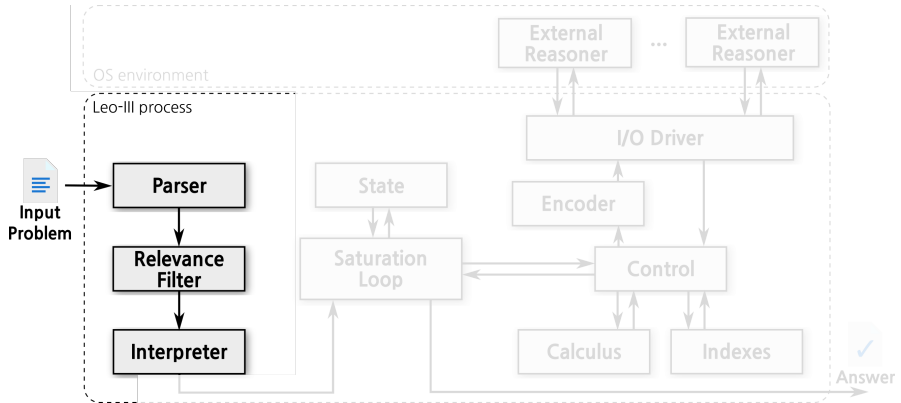 External
Reasoner
...
External
Reasoner
OS environment
Leo-III process
I/O Driver
Parser
State
Encoder
Input
Problem
Relevance
Filter
Saturation
Loop
Control
Interpreter
Calculus
Indexes
Answer